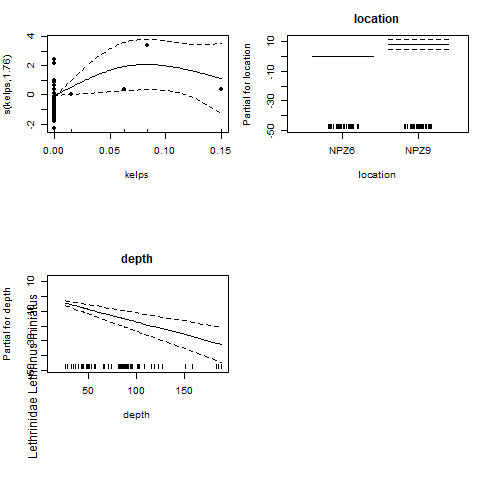 s(kelps,1.76)
4
2
0
-2
0.00 0.05 0.10 0.15
kelps
location
Partial for location
10
-10
-30
-50
NPZ6 NPZ9
location
depth
Partial for depth
Lethrinidae Lethrinus miniatus
10
50 100 150
depth